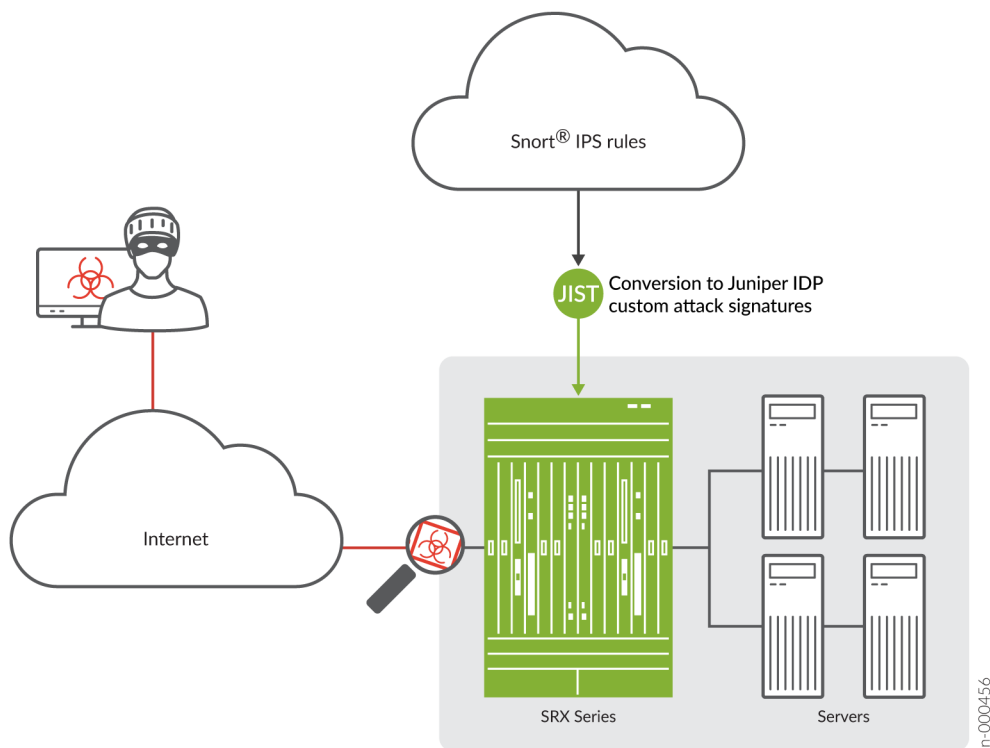 Snort® IPS rules
JIST
Conversion to Juniper IDP
custom attack signatures
Internet
SRX Series
Servers
n-000456